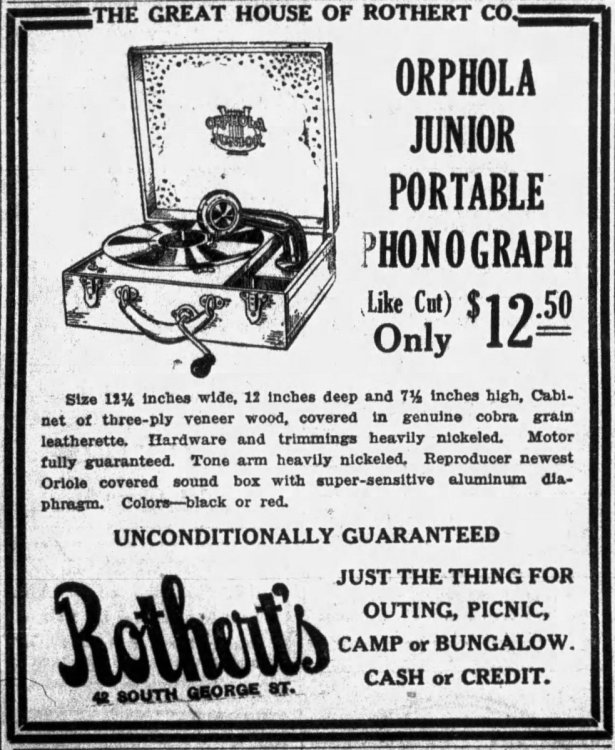 THE GREAT HOUSE OF ROTHERT CO.
ORPHOLA
JUNIOR
ORPHOLA
JUNIOR
PORTABLE
PHONOGRAPH
(Like Cut) $12.50
Only
Size 12¼ inches wide, 12 inches deep and 7½ inches high, Cabi-
net of three-ply veneer wood, covered in genuine cobra grain
leatherette. Hardware and trimmings heavily nickeled. Motor
fully guaranteed. Tone arm heavily nickeled. Reproducer newest
Oriole covered sound box with super-sensitive aluminum dia-
phragm. Colors—black or red.
UNCONDITIONALLY GUARANTEED
Rothert's
42 SOUTH GEORGE ST.
JUST THE THING FOR
OUTING, PICNIC,
CAMP or BUNGALOW.
CASH or CREDIT.